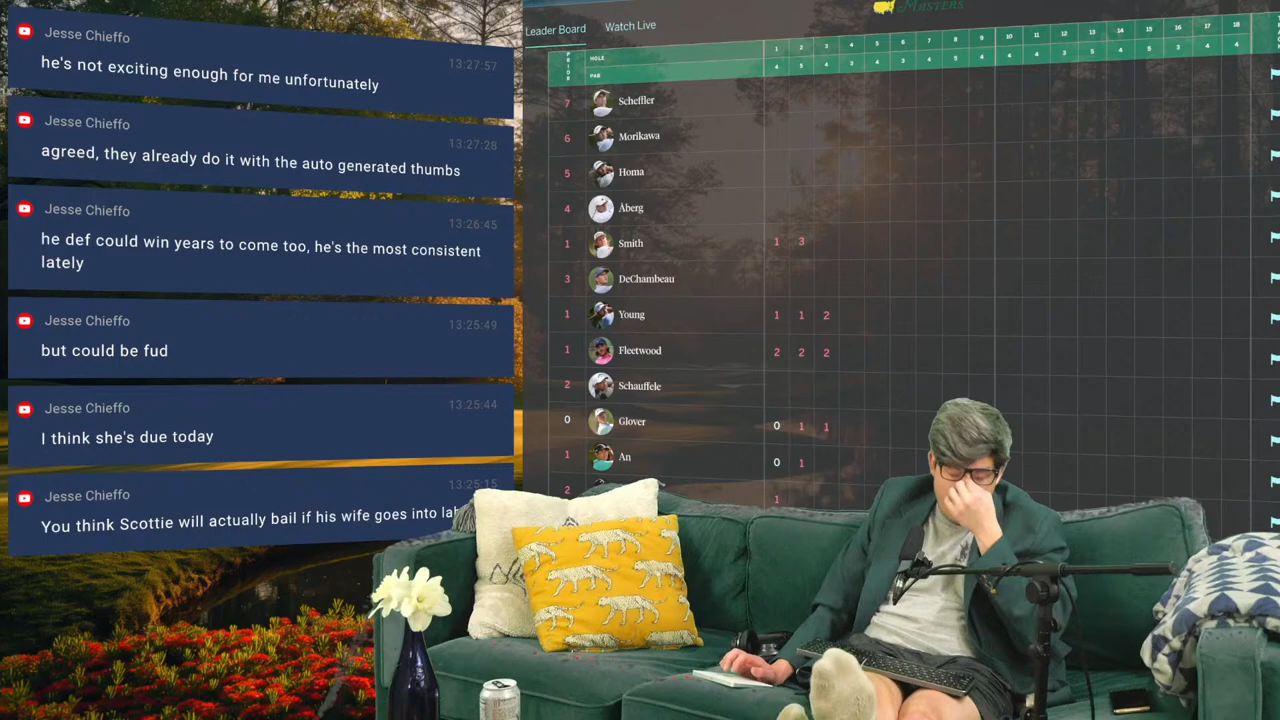 Jesse Chieffo
13:27:57
he's not exciting enough for me unfortunately
Jesse Chieffo
13:27:28
agreed, they already do it with the auto generated thumbs
Jesse Chieffo
13:26:45
he def could win years to come too, he's the most consistent
lately
Jesse Chieffo
13:25:49
but could be fud
Jesse Chieffo
13:25:44
I think she's due today
Jesse Chieffo
13:25:15
You think Scottie will actually bail if his wife goes into
Leader Board Watch Live
Masters
PRIOR
HOLE 1 2 3 4 5 6 7 8 9 10 11 12 13 14 15 16 17 18
PAR 4 5 4 3 4 3 4 5 4 4 4 3 5 4 5 3 4 4
7 Scheffler
6 Morikawa
5 Homa
4 Åberg
1 Smith 1 3
3 DeChambeau
1 Young 1 1 2
1 Fleetwood 2 2 2
2 Schauffele
0 Glover 0 1 1
1 An 0 1
2 1